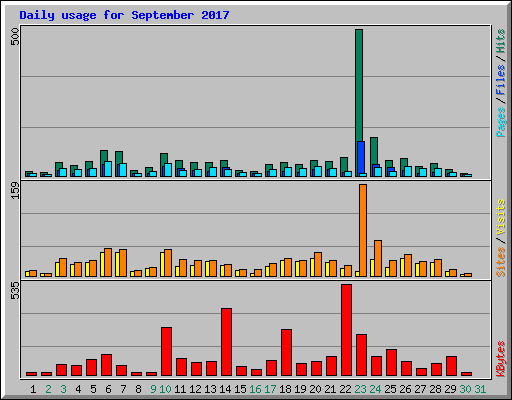 Daily usage for September 2017
500
Pages / Files / Hits
159
Sites / Visits
535
KBytes
1 2 3 4 5 6 7 8 9 10 11 12 13 14 15 16 17 18 19 20 21 22 23 24 25 26 27 28 29 30 31